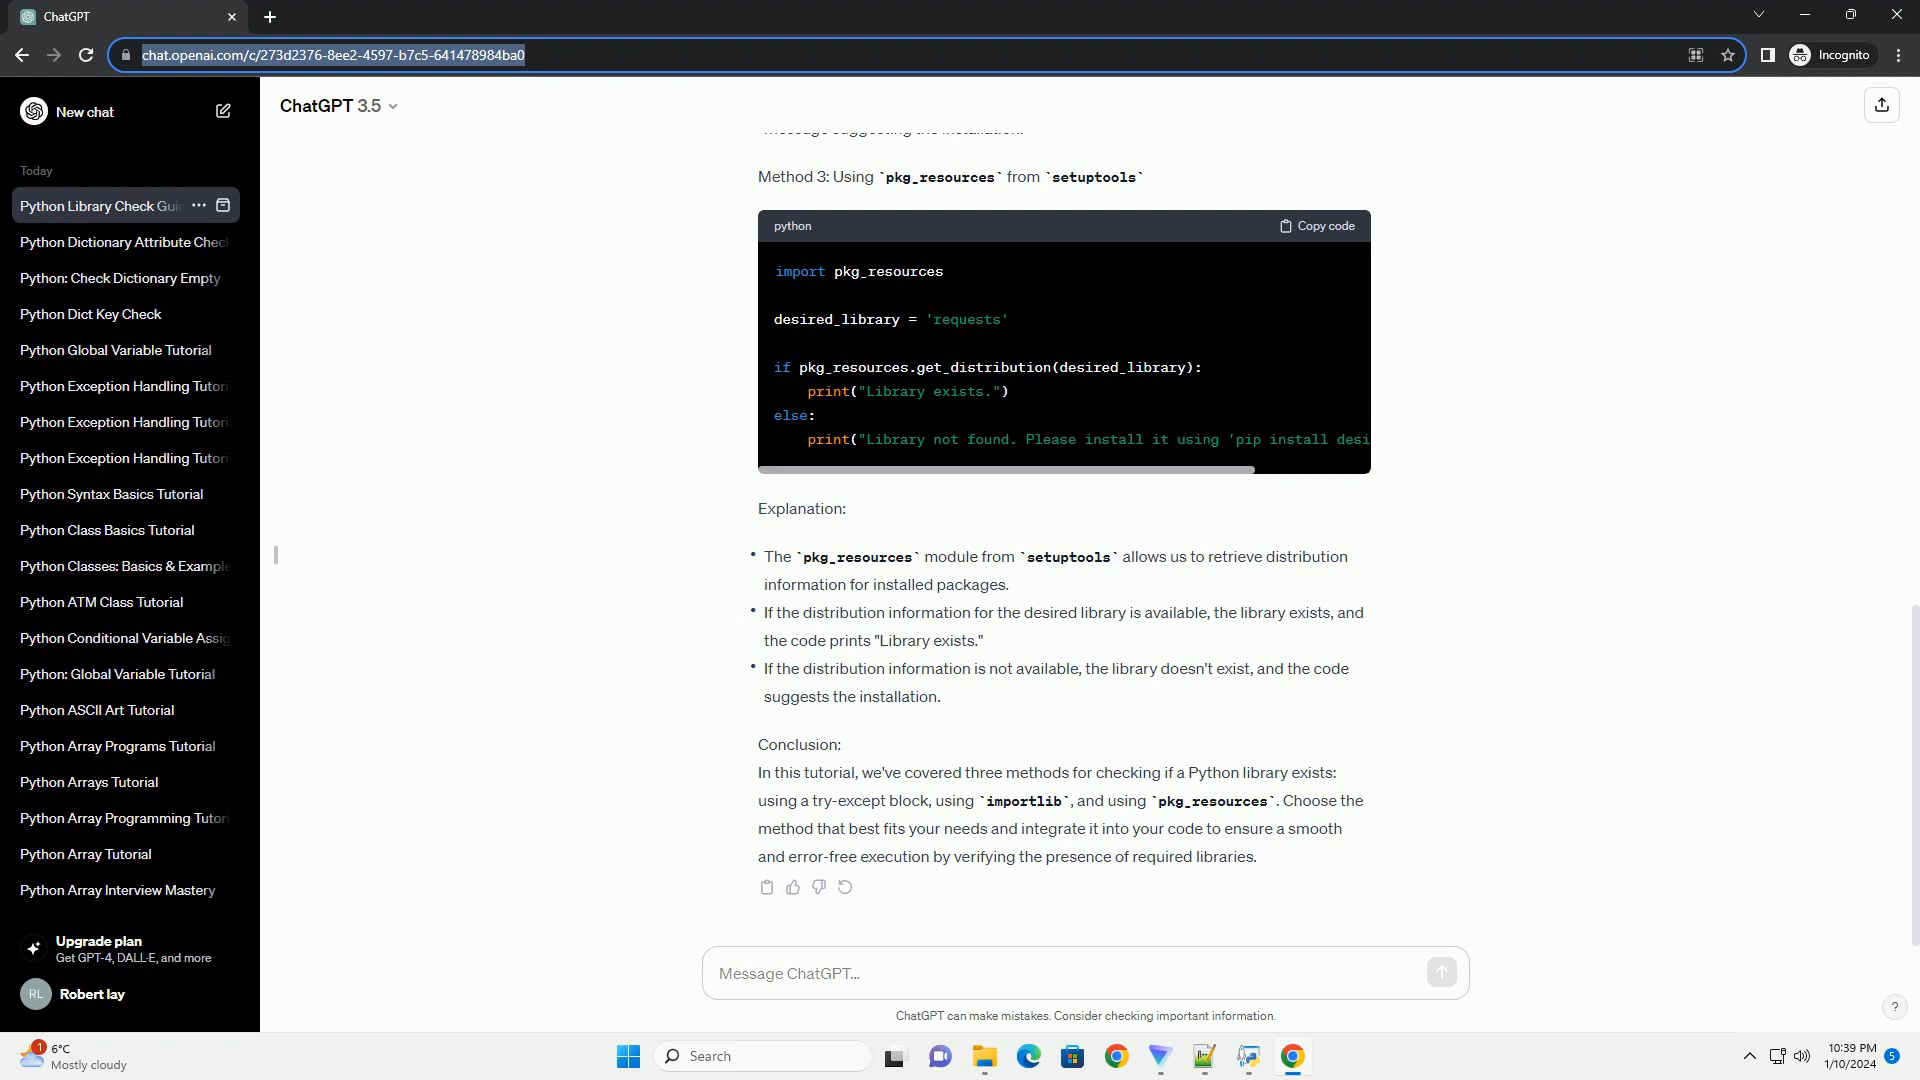 ChatGPT
chat.openai.com/c/273d2376-8ee2-4597-b7c5-641478984ba0
Incognito
New chat
Today
Python Library Check Gui
Python Dictionary Attribute Chec
Python: Check Dictionary Empty
Python Dict Key Check
Python Global Variable Tutorial
Python Exception Handling Tutori
Python Exception Handling Tutori
Python Exception Handling Tutori
Python Syntax Basics Tutorial
Python Class Basics Tutorial
Python Classes: Basics & Example
Python ATM Class Tutorial
Python Conditional Variable Assig
Python: Global Variable Tutorial
Python ASCII Art Tutorial
Python Array Programs Tutorial
Python Arrays Tutorial
Python Array Programming Tutori
Python Array Tutorial
Python Array Interview Mastery
Upgrade plan
Get GPT-4, DALL·E, and more
RL Robert lay
ChatGPT 3.5
Method 3: Using `pkg_resources` from `setuptools`
python Copy code
import pkg_resources
desired_library = 'requests'
if pkg_resources.get_distribution(desired_library):
print("Library exists.")
else:
print("Library not found. Please install it using 'pip install desi
Explanation:
• The `pkg_resources` module from `setuptools` allows us to retrieve distribution
information for installed packages.
• If the distribution information for the desired library is available, the library exists, and
the code prints "Library exists."
• If the distribution information is not available, the library doesn't exist, and the code
suggests the installation.
Conclusion:
In this tutorial, we've covered three methods for checking if a Python library exists:
using a try-except block, using `importlib`, and using `pkg_resources`. Choose the
method that best fits your needs and integrate it into your code to ensure a smooth
and error-free execution by verifying the presence of required libraries.
Message ChatGPT...
ChatGPT can make mistakes. Consider checking important information.
?
1
6°C
Mostly cloudy
Search
10:39 PM
1/10/2024
5